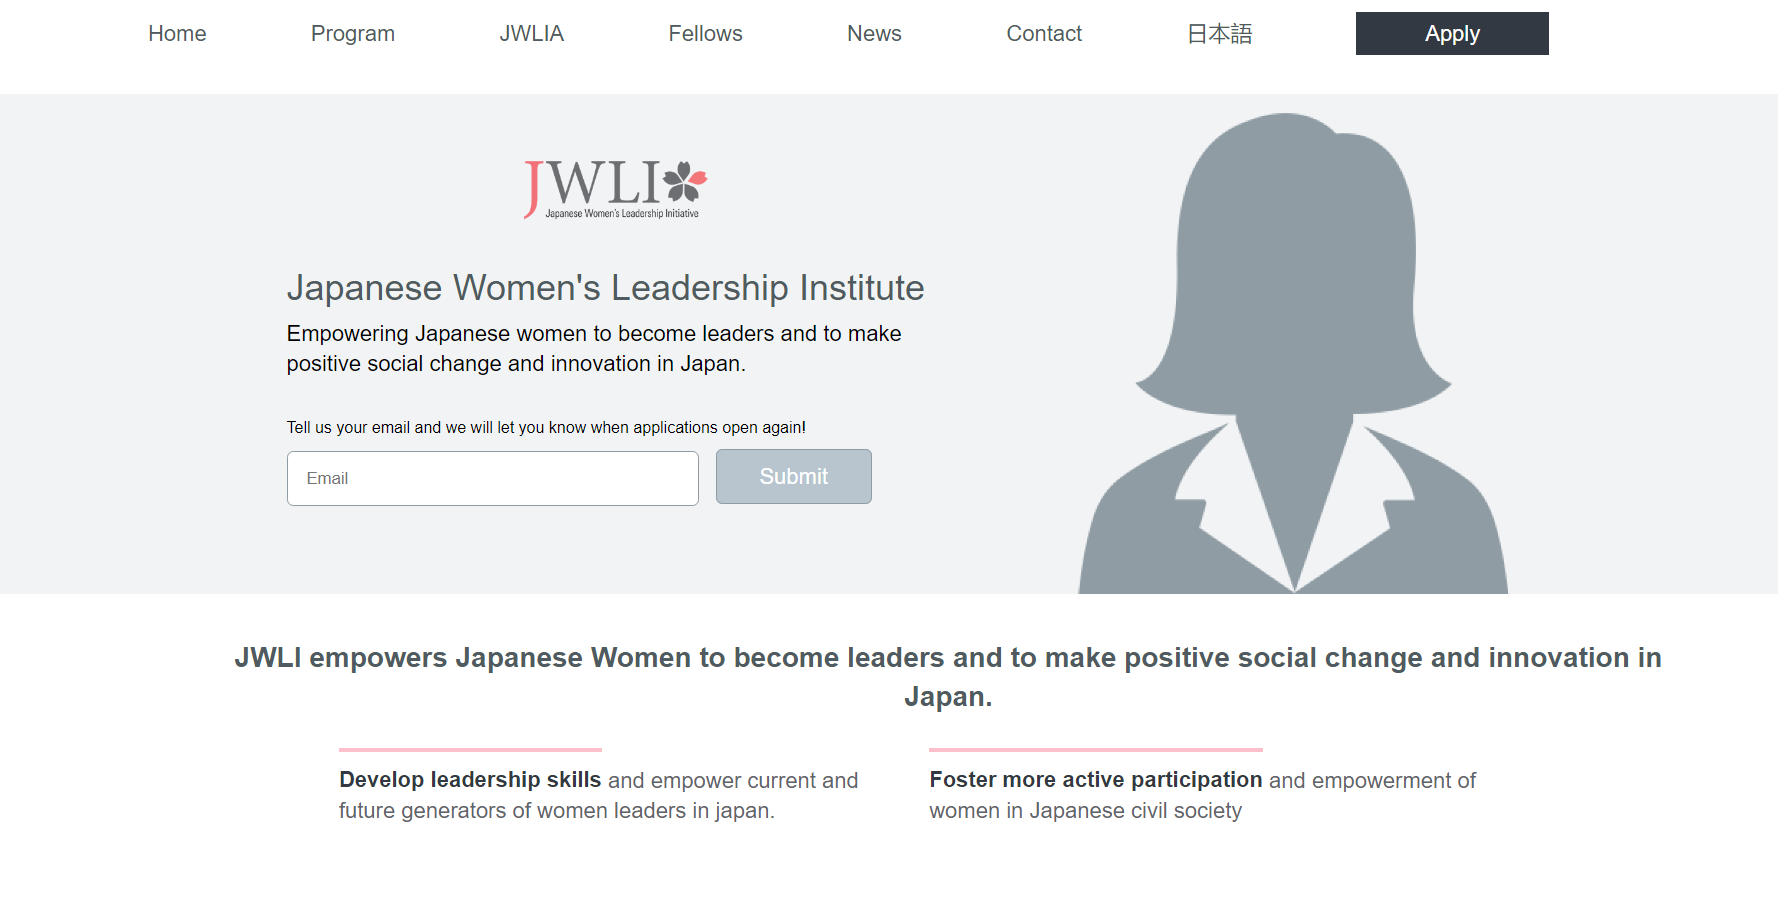 Home Program JWLIA Fellows News Contact 日本語 Apply
JWLI
Japanese Women's Leadership Initiative
Japanese Women's Leadership Institute
Empowering Japanese women to become leaders and to make
positive social change and innovation in Japan.
Tell us your email and we will let you know when applications open again!
Email Submit
JWLI empowers Japanese Women to become leaders and to make positive social change and innovation in
Japan.
Develop leadership skills and empower current and
future generators of women leaders in japan.
Foster more active participation and empowerment of
women in Japanese civil society